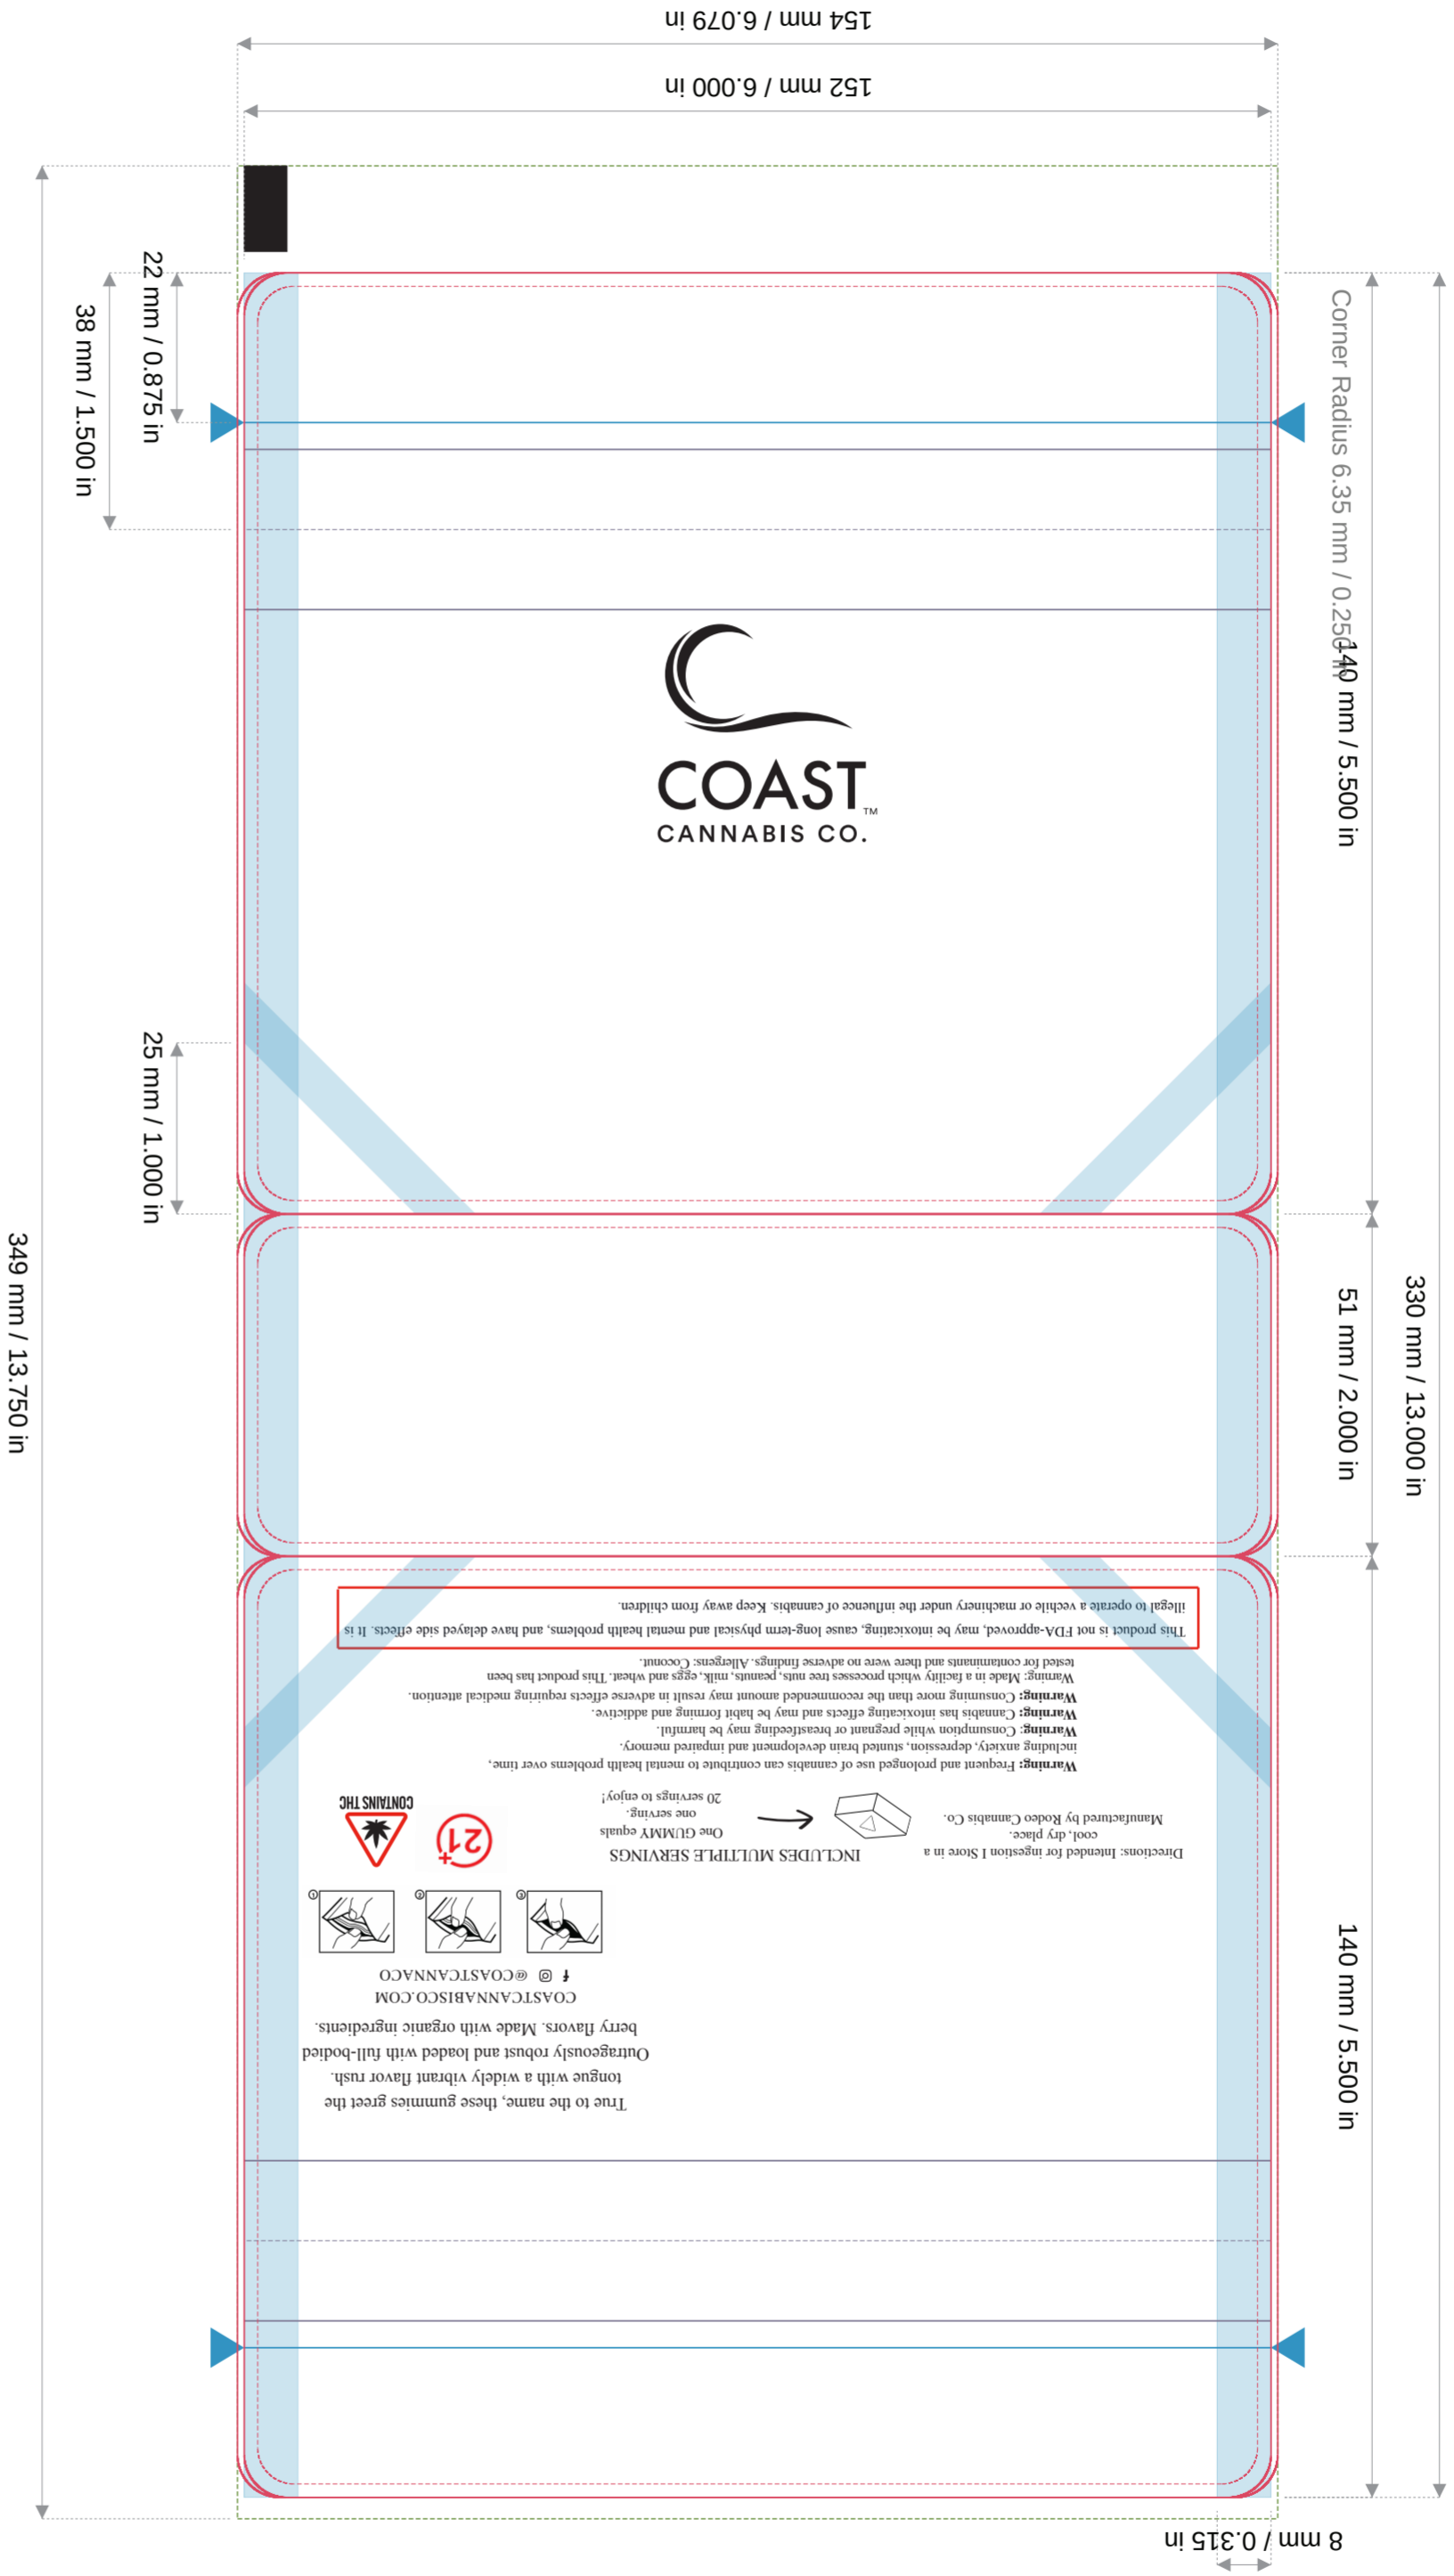 154 mm / 6.079 in
152 mm / 6.000 in
22 mm / 0.875 in
38 mm / 1.500 in
Corner Radius 6.35 mm / 0.250 in
140 mm / 5.500 in
COAST™
CANNABIS CO.
25 mm / 1.000 in
349 mm / 13.750 in
51 mm / 2.000 in
330 mm / 13.000 in
140 mm / 5.500 in
8 mm / 0.315 in
True to the name, these gummies greet the
tongue with a widely vibrant flavor rush.
Outrageously robust and loaded with full-bodied
berry flavors. Made with organic ingredients.
COASTCANNABISCO.COM
@COASTCANNACO
3
2
1
Directions: Intended for ingestion I Store in a
cool, dry place.
Manufactured by Rodeo Cannabis Co.
INCLUDES MULTIPLE SERVINGS
One GUMMY equals
one serving.
20 servings to enjoy!
21+
CONTAINS THC
Warning: Frequent and prolonged use of cannabis can contribute to mental health problems over time,
including anxiety, depression, stunted brain development and impaired memory.
Warning: Consumption while pregnant or breastfeeding may be harmful.
Warning: Cannabis has intoxicating effects and may be habit forming and addictive.
Warning: Consuming more than the recommended amount may result in adverse effects requiring medical attention.
Warning: Made in a facility which processes tree nuts, peanuts, milk, eggs and wheat. This product has been
tested for contaminants and there were no adverse findings. Allergens: Coconut.
This product is not FDA-approved, may be intoxicating, cause long-term physical and mental health problems, and have delayed side effects. It is
illegal to operate a vechile or machinery under the influence of cannabis. Keep away from children.